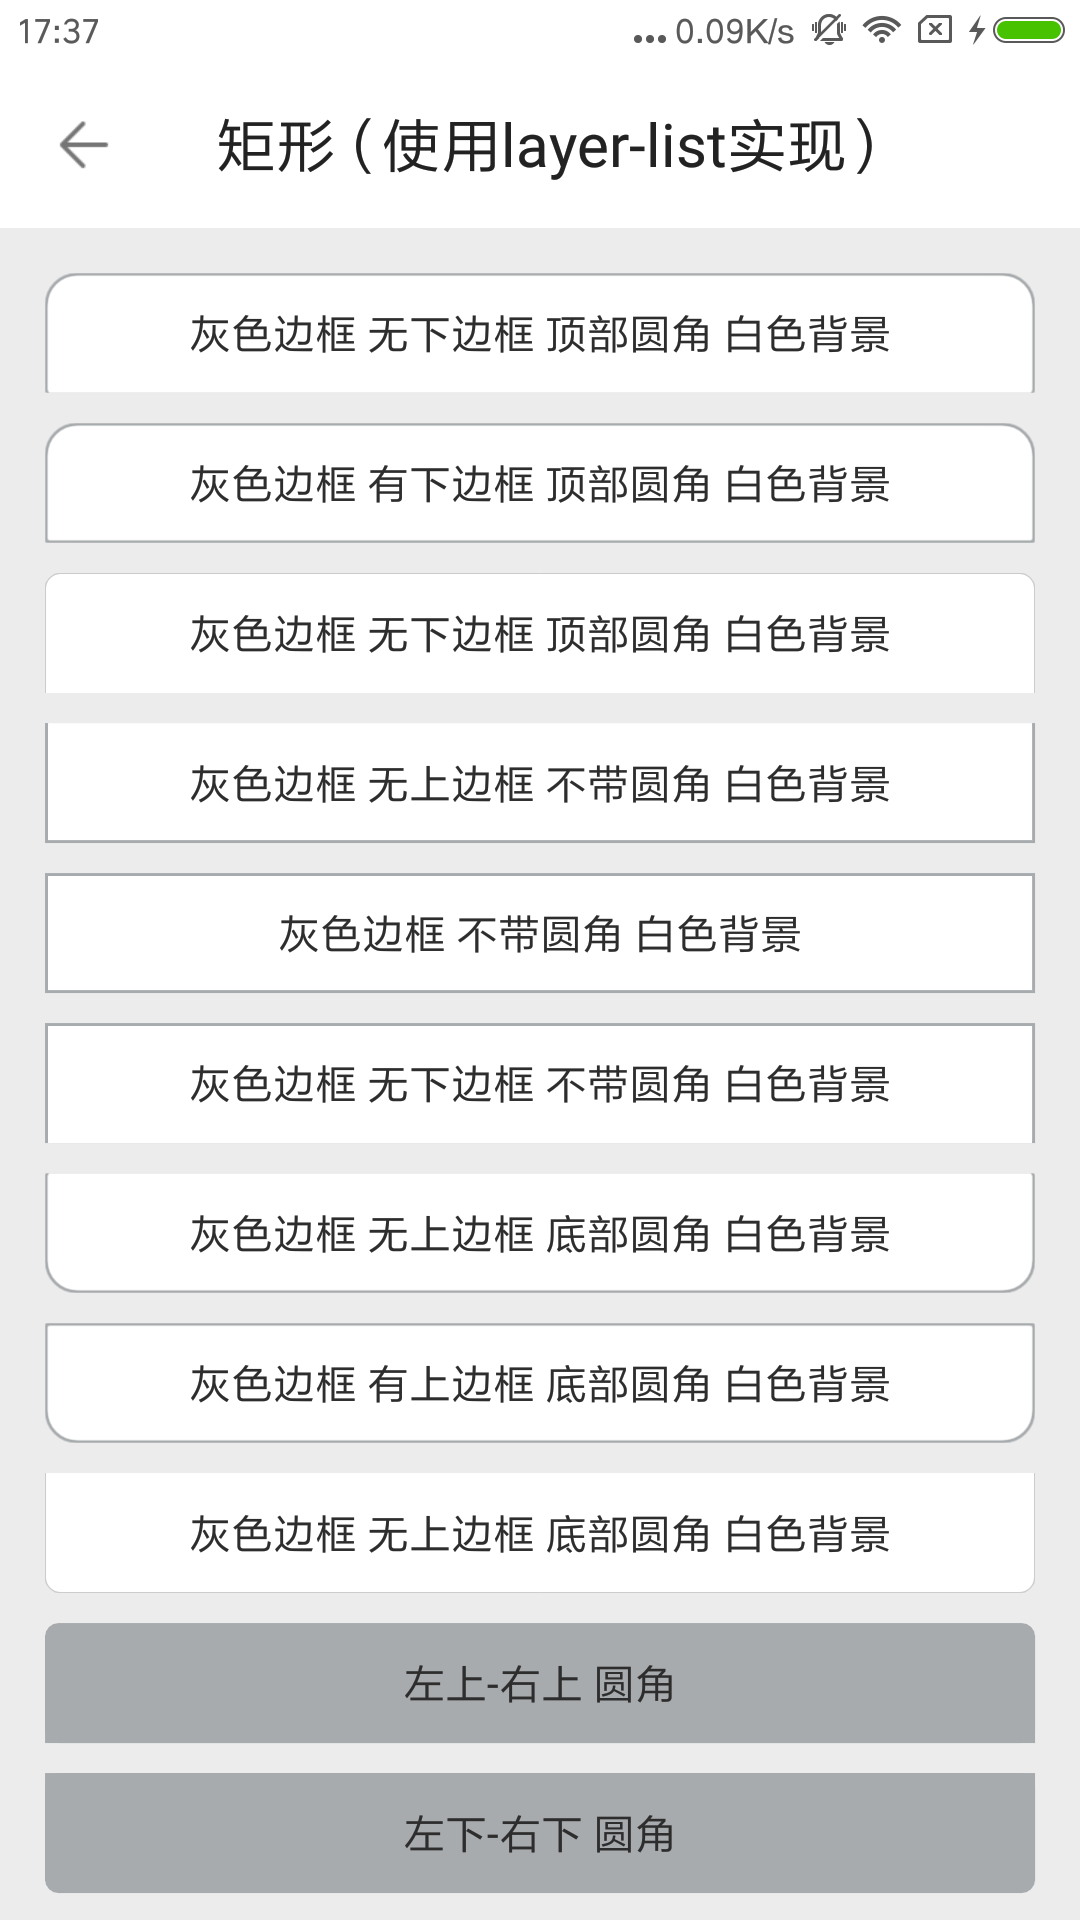 17:37 ...0.09K/s
矩形（使用layer-list实现）
灰色边框 无下边框 顶部圆角 白色背景
灰色边框 有下边框 顶部圆角 白色背景
灰色边框 无下边框 顶部圆角 白色背景
灰色边框 无上边框 不带圆角 白色背景
灰色边框 不带圆角 白色背景
灰色边框 无下边框 不带圆角 白色背景
灰色边框 无上边框 底部圆角 白色背景
灰色边框 有上边框 底部圆角 白色背景
灰色边框 无上边框 底部圆角 白色背景
左上-右上 圆角
左下-右下 圆角